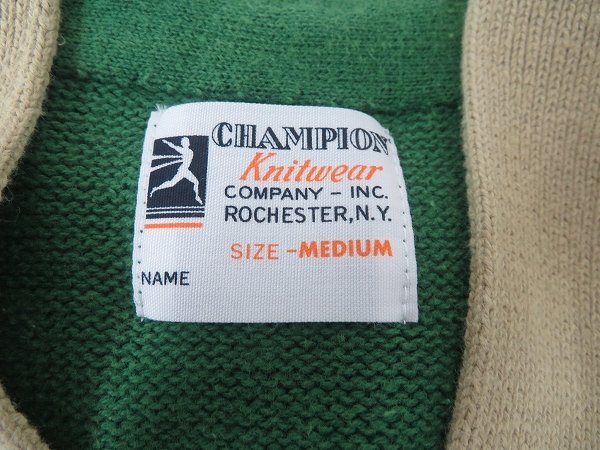 CHAMPION
Knitwear
COMPANY - INC.
ROCHESTER, N.Y.
SIZE - MEDIUM
NAME